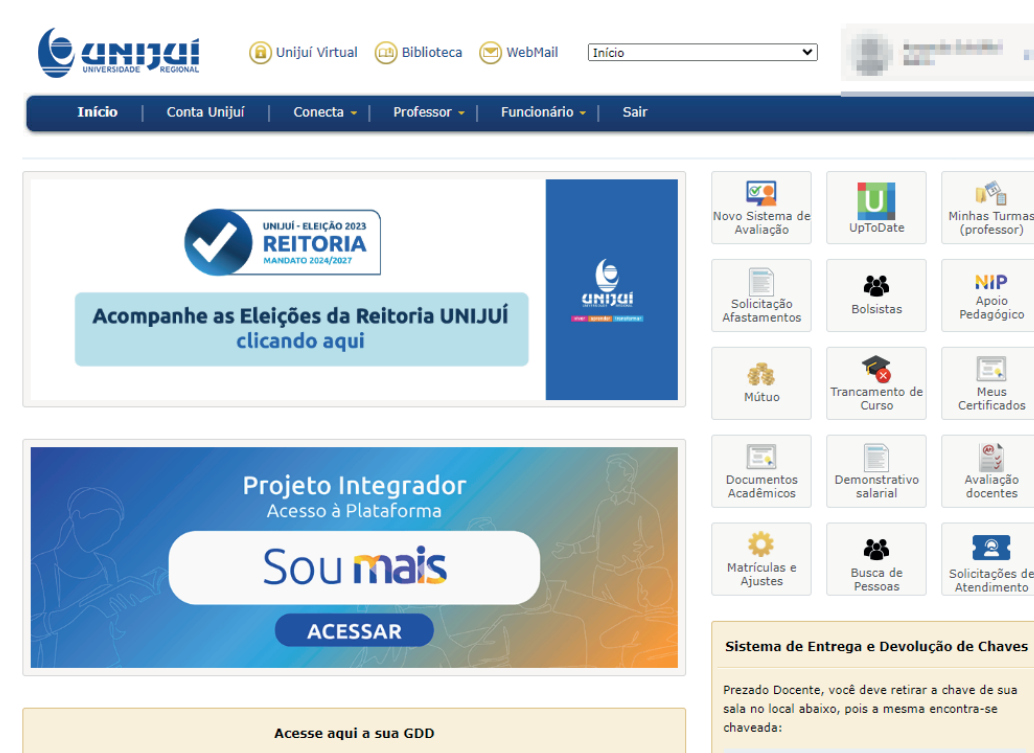 UNIJUÍ
UNIVERSIDADE REGIONAL
Unijuí Virtual
Biblioteca
WebMail
Início
Início
Conta Unijuí
Conecta
Professor
Funcionário
Sair
UNIJUÍ - ELEIÇÃO 2023
REITORIA
MANDATO 2024/2027
Acompanhe as Eleições da Reitoria UNIJUÍ
clicando aqui
UNIJUÍ
viver aprender transformar
Projeto Integrador
Acesso à Plataforma
Sou mais
ACESSAR
Acesse aqui a sua GDD
Novo Sistema de
Avaliação
U
UpToDate
Minhas Turmas
(professor)
Solicitação
Afastamentos
Bolsistas
NIP
Apoio
Pedagógico
Mútuo
Trancamento de
Curso
Meus
Certificados
Documentos
Acadêmicos
Demonstrativo
salarial
A+
Avaliação
docentes
Matrículas e
Ajustes
Busca de
Pessoas
Solicitações de
Atendimento
Sistema de Entrega e Devolução de Chaves
Prezado Docente, você deve retirar a chave de sua
sala no local abaixo, pois a mesma encontra-se
chaveada: